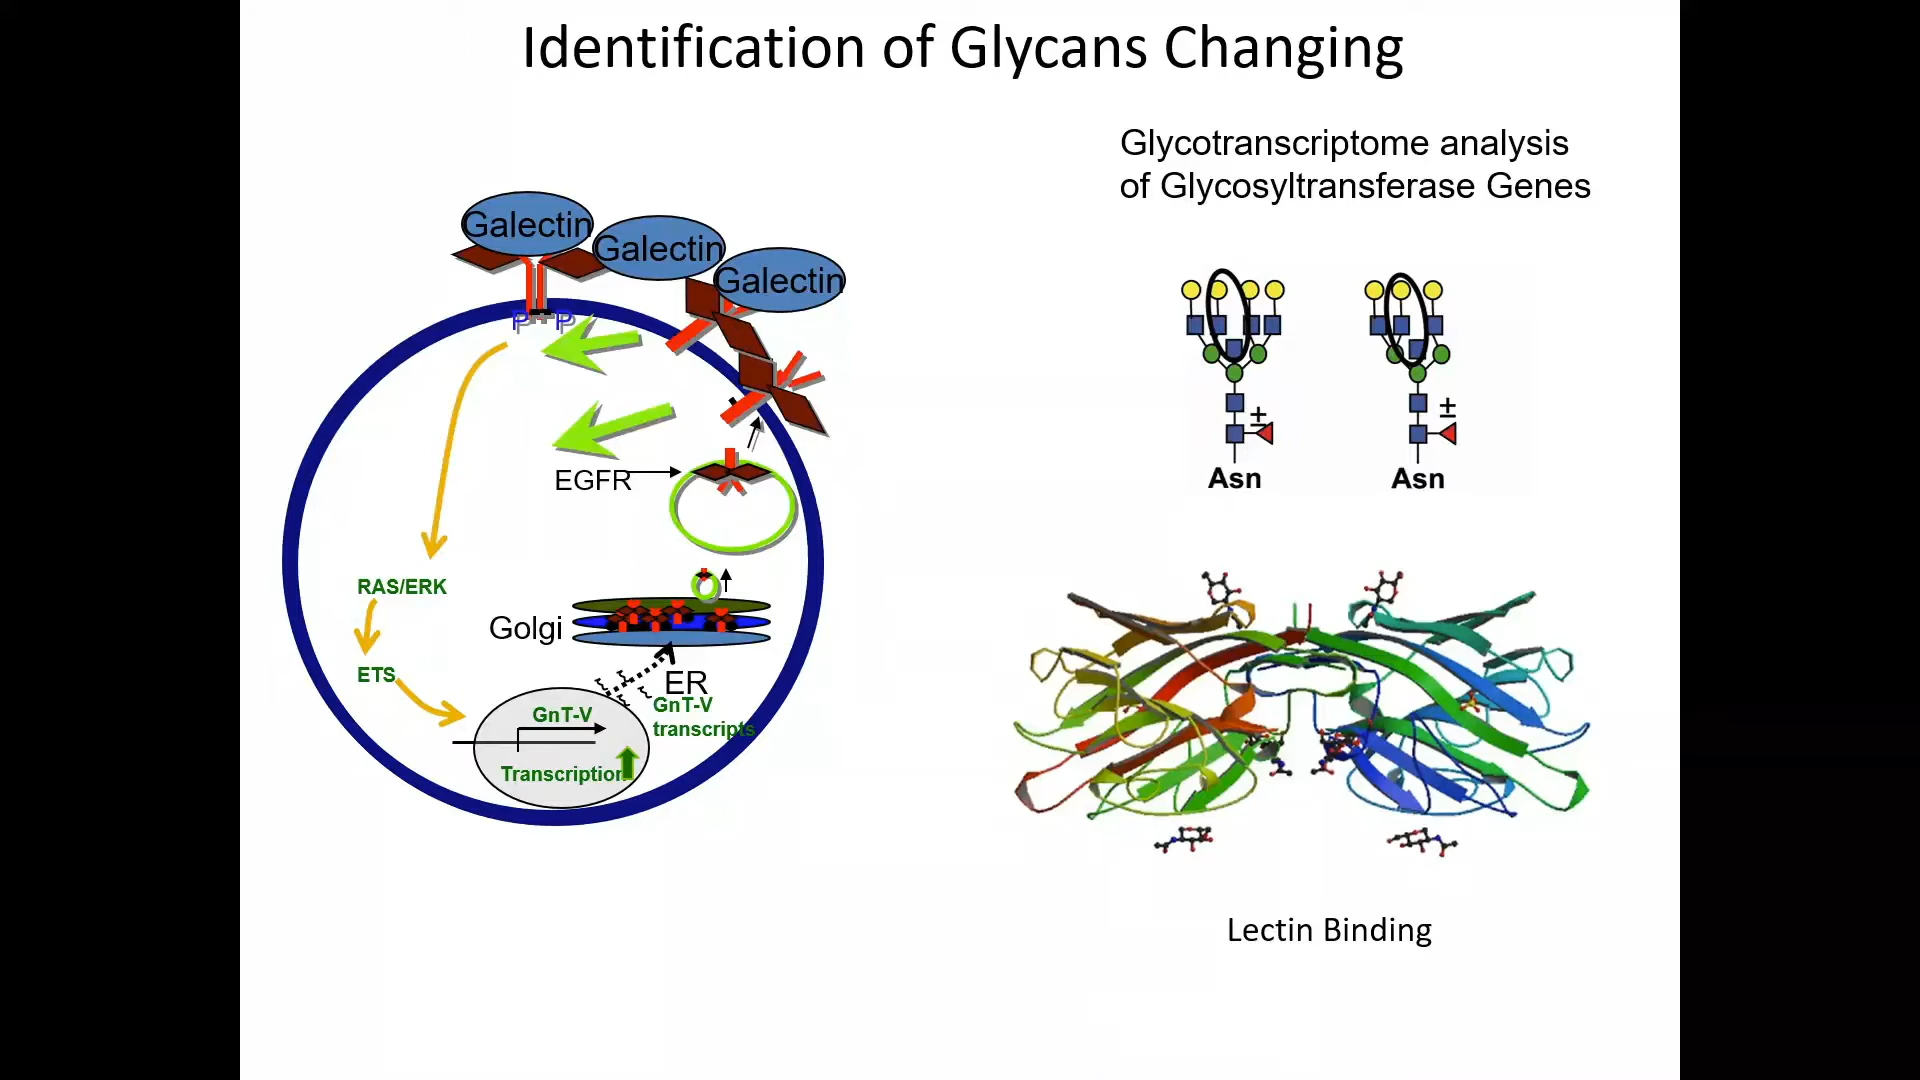 Identification of Glycans Changing
Glycotranscriptome analysis
of Glycosyltransferase Genes
Galectin
Galectin
Galectin
P P
EGFR
RAS/ERK
Golgi
ETS
ER
GnT-V
transcripts
GnT-V
Transcription
±
±
Asn
Asn
Lectin Binding